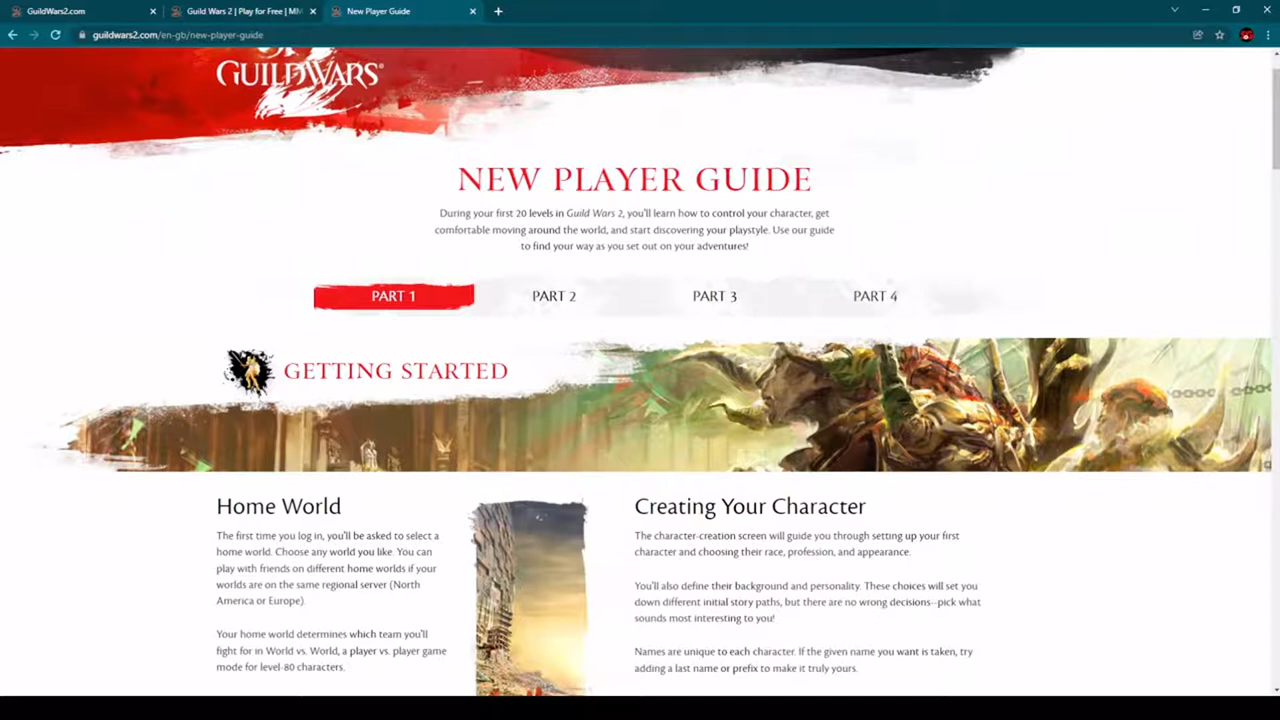 GuildWars2.com
Guild Wars 2 | Play for Free | MM
New Player Guide
guildwars2.com/en-gb/new-player-guide
GUILDWARS
NEW PLAYER GUIDE
During your first 20 levels in Guild Wars 2, you'll learn how to control your character, get
comfortable moving around the world, and start discovering your playstyle. Use our guide
to find your way as you set out on your adventures!
PART 1
PART 2
PART 3
PART 4
GETTING STARTED
Home World
The first time you log in, you'll be asked to select a
home world. Choose any world you like. You can
play with friends on different home worlds if your
worlds are on the same regional server (North
America or Europe).
Your home world determines which team you'll
fight for in World vs. World, a player vs. player game
mode for level-80 characters.
Creating Your Character
The character-creation screen will guide you through setting up your first
character and choosing their race, profession, and appearance.
You'll also define their background and personality. These choices will set you
down different initial story paths, but there are no wrong decisions--pick what
sounds most interesting to you!
Names are unique to each character. If the given name you want is taken, try
adding a last name or prefix to make it truly yours.